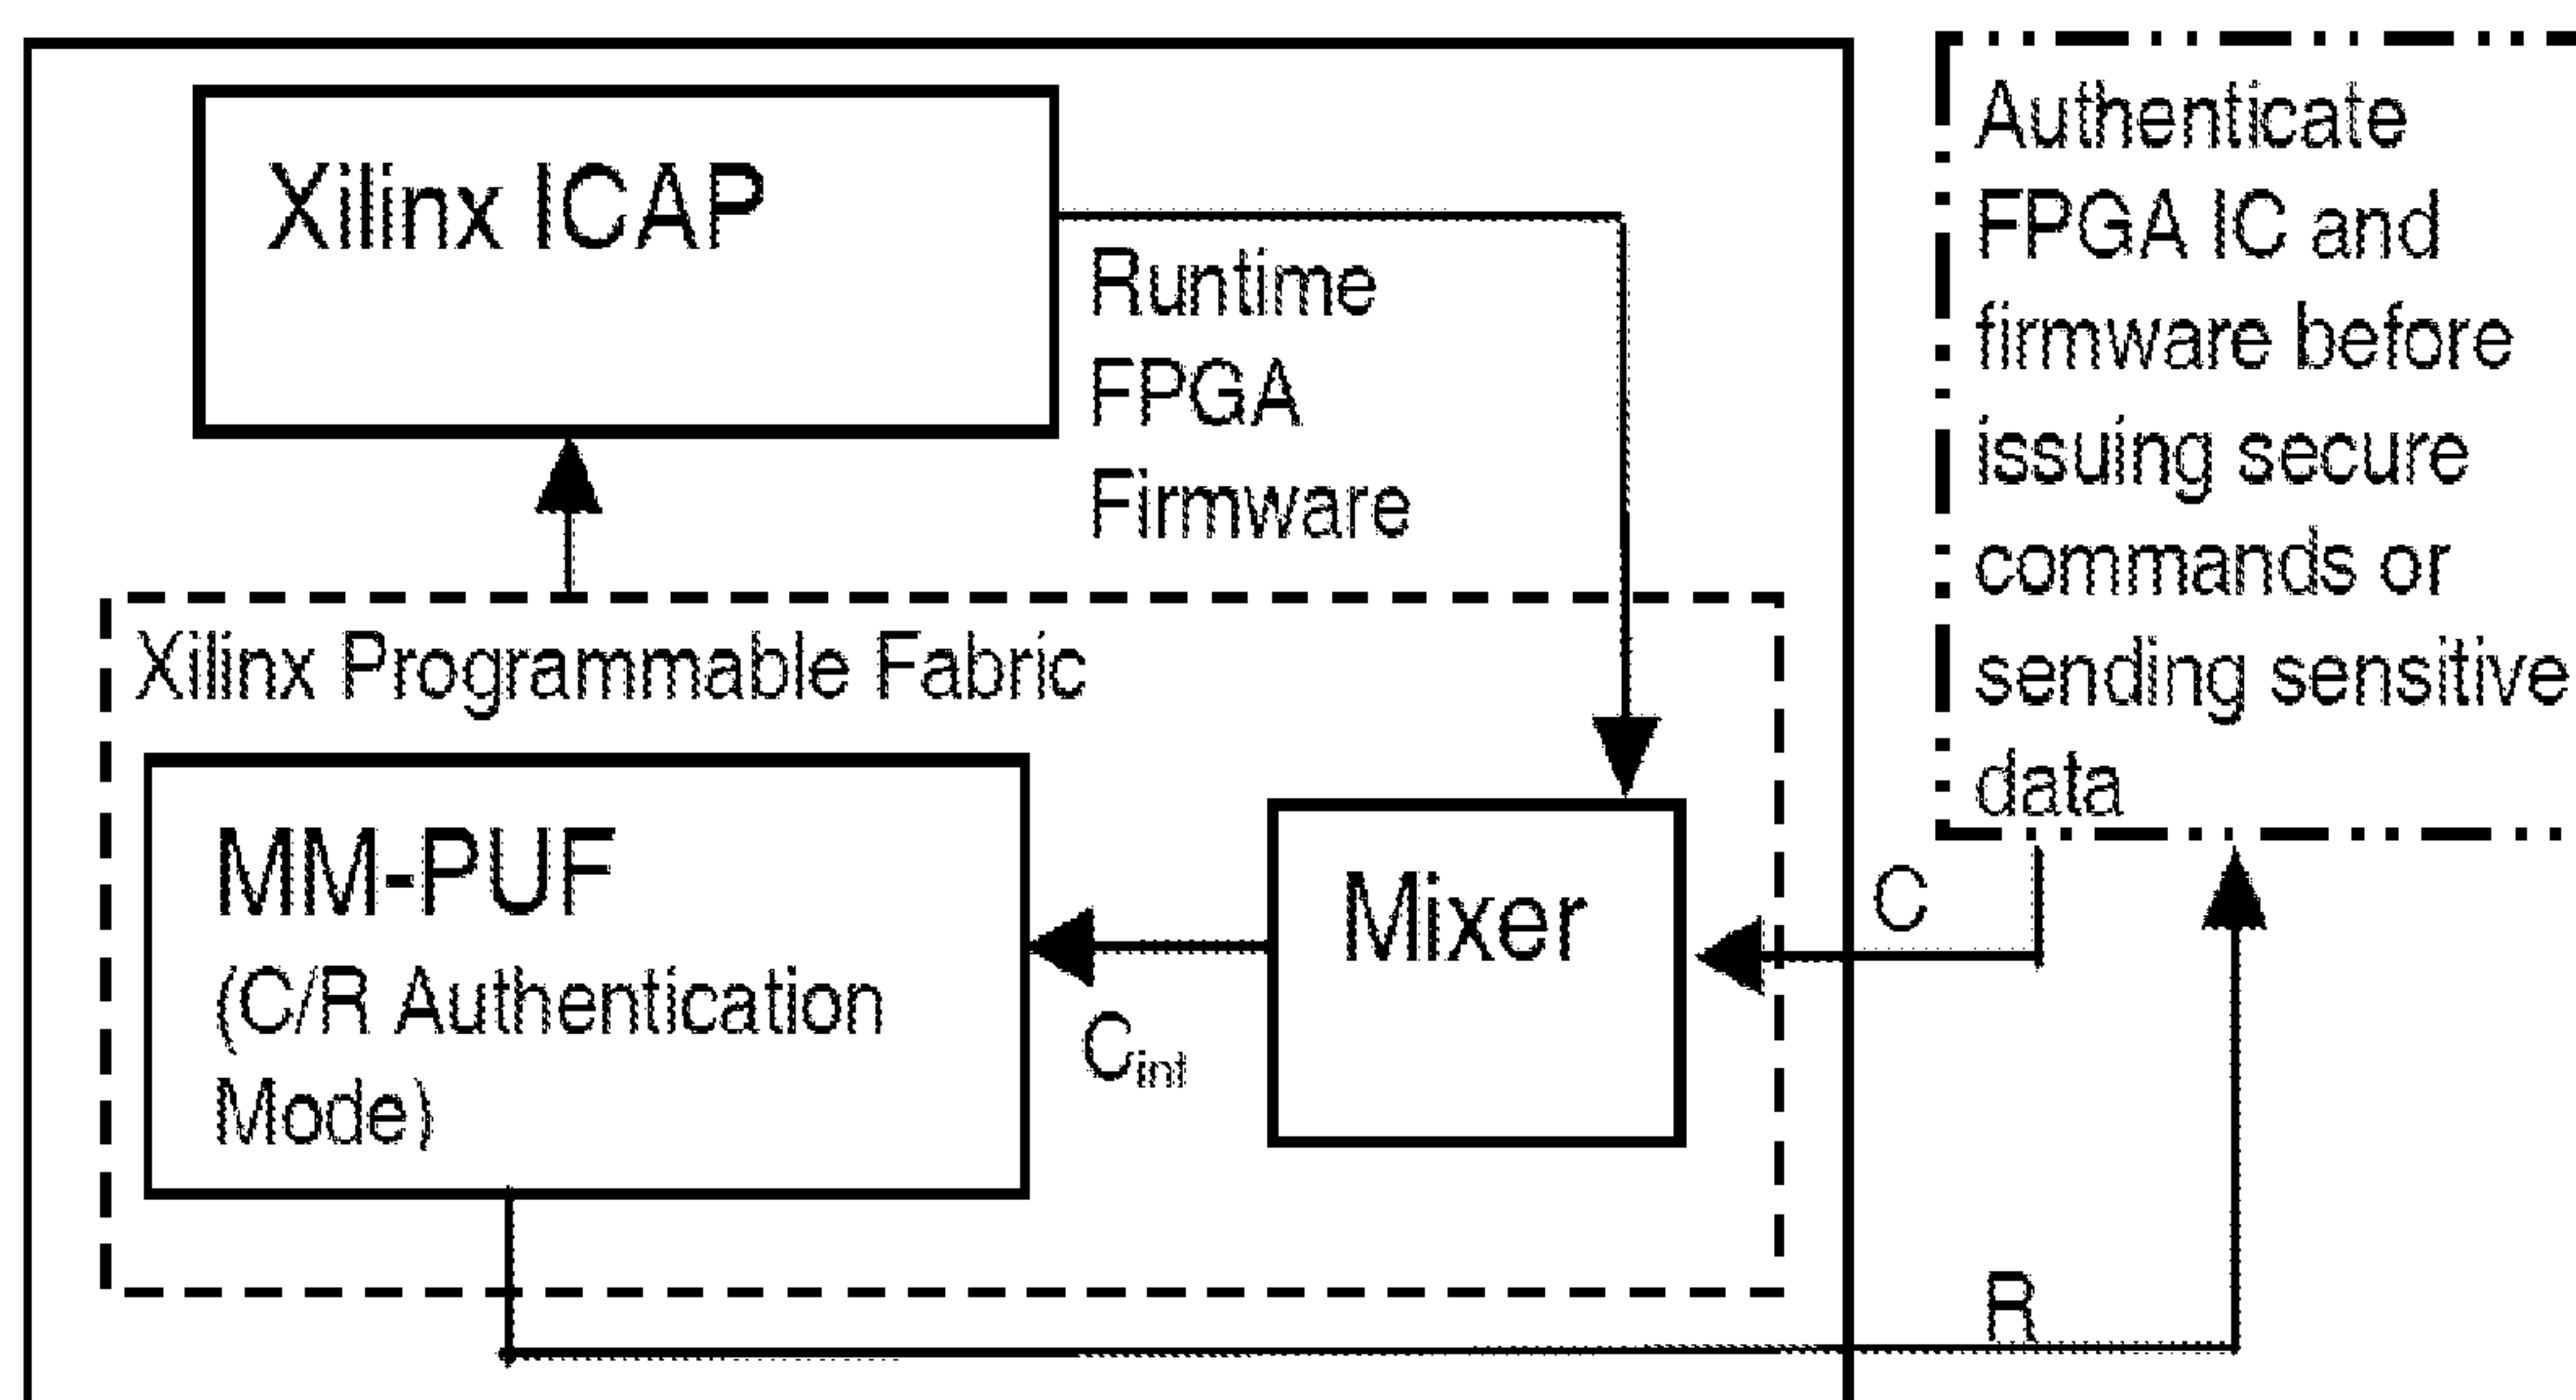 Xilinx ICAP
Runtime
FPGA
Firmware
Xilinx Programmable Fabric
MM-PUF
(C/R Authentication
Mode)
C_int
Mixer
C
R
Authenticate
FPGA IC and
firmware before
issuing secure
commands or
sending sensitive
data